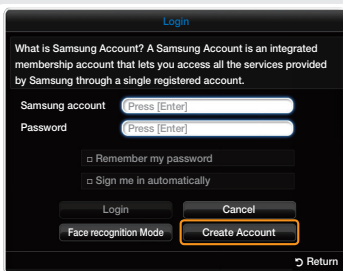 Login
What is Samsung Account? A Samsung Account is an integrated
membership account that lets you access all the services provided
by Samsung through a single registered account.
Samsung account Press [Enter]
Password Press [Enter]
Remember my password
Sign me in automatically
Login Cancel
Face recognition Mode Create Account
Return